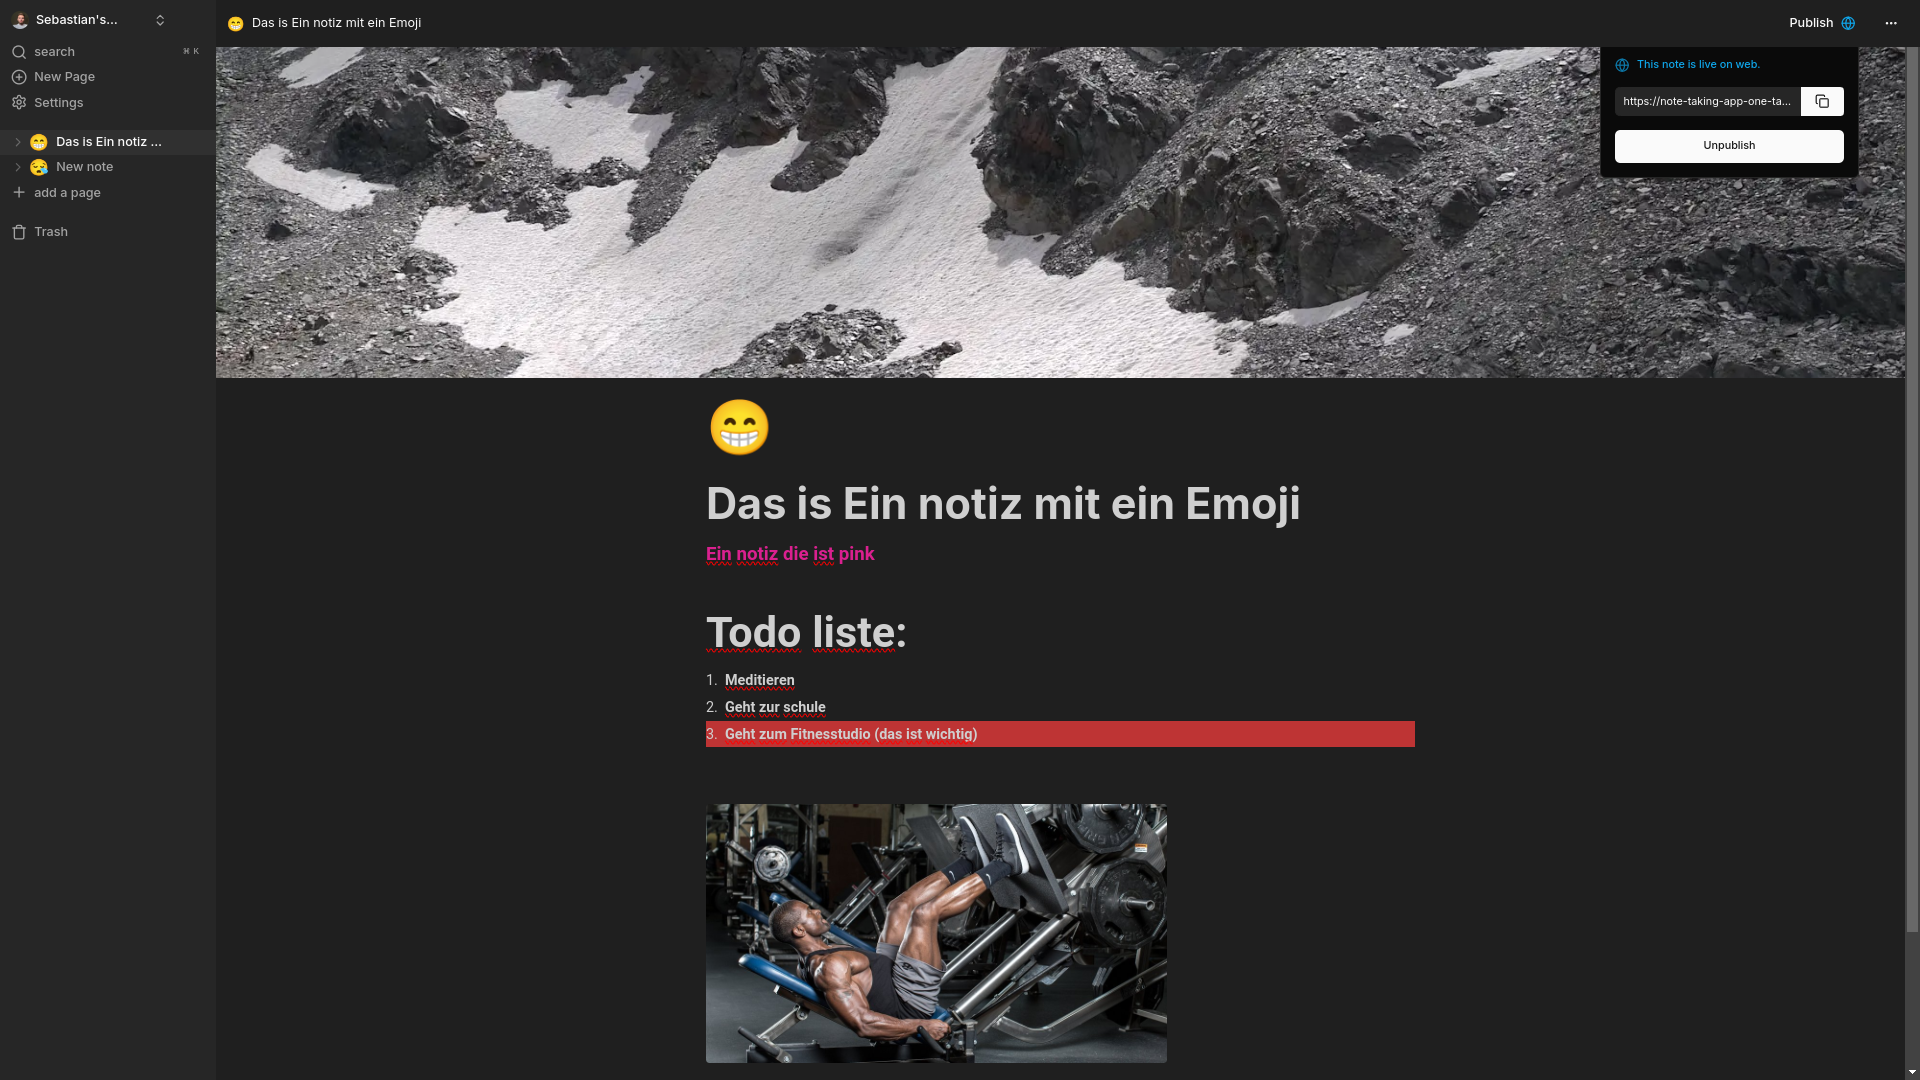 Sebastian's...
search
⌘ K
New Page
Settings
Das is Ein notiz ...
New note
add a page
Trash
😁 Das is Ein notiz mit ein Emoji
Publish
This note is live on web.
https://note-taking-app-one-ta...
Unpublish
Das is Ein notiz mit ein Emoji
Ein notiz die ist pink
Todo liste:
1. Meditieren
2. Geht zur schule
3. Geht zum Fitnesstudio (das ist wichtig)